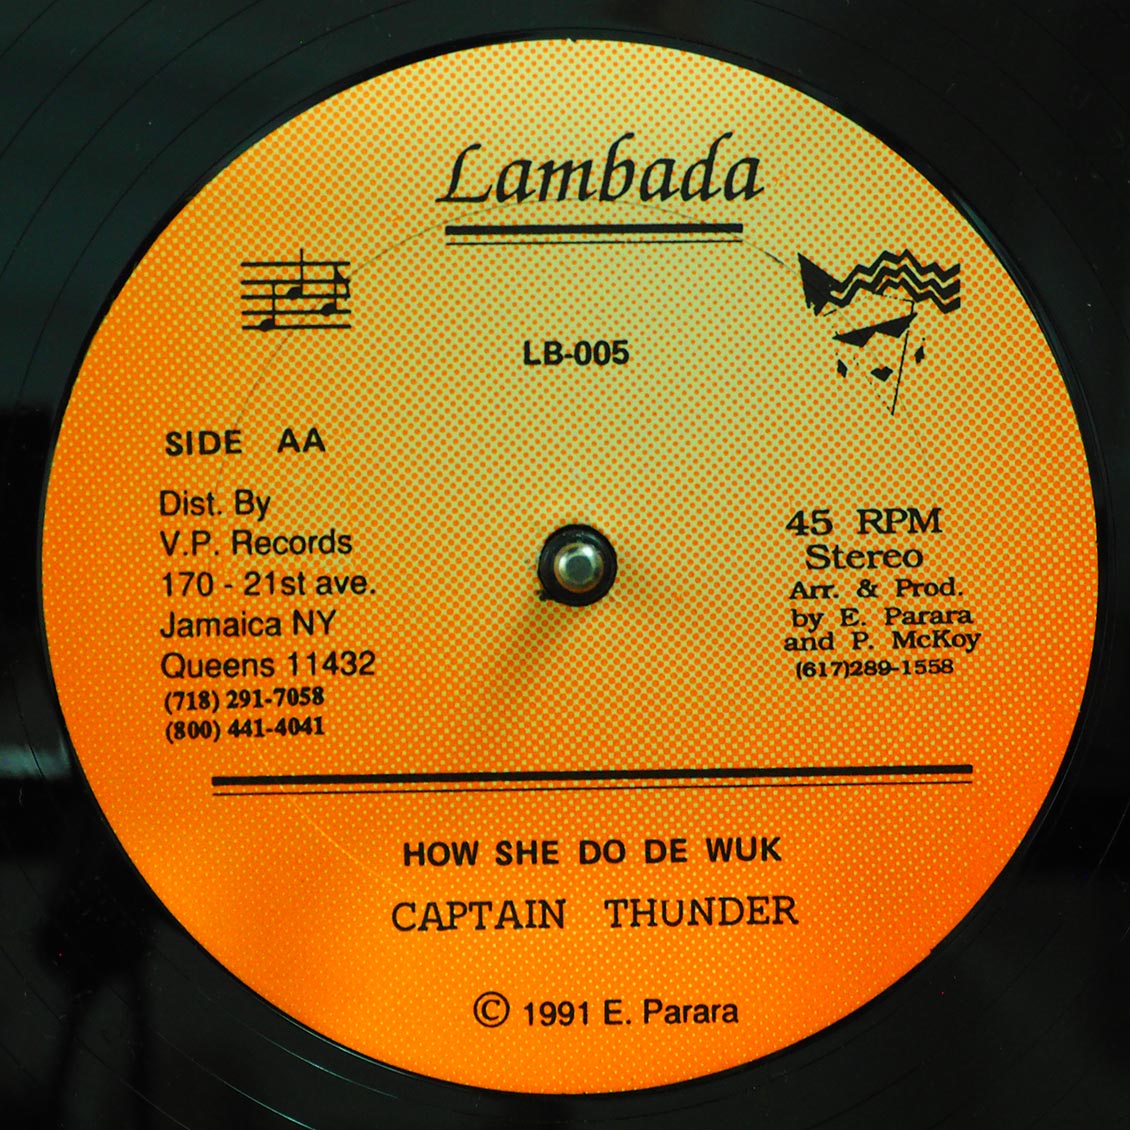 Lambada
LB-005
SIDE AA
Dist. By
V.P. Records
170 - 21st ave.
Jamaica NY
Queens 11432
(718) 291-7058
(800) 441-4041
45 RPM
Stereo
Arr. & Prod.
by E. Parara
and P. McKoy
(617)289-1558
HOW SHE DO DE WUK
CAPTAIN THUNDER
© 1991 E. Parara